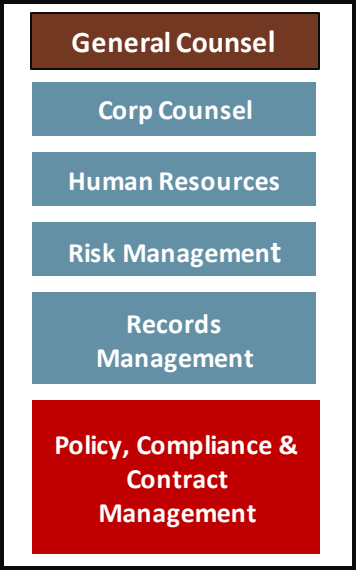 General Counsel
Corp Counsel
Human Resources
Risk Management
Records
Management
Policy, Compliance &
Contract
Management